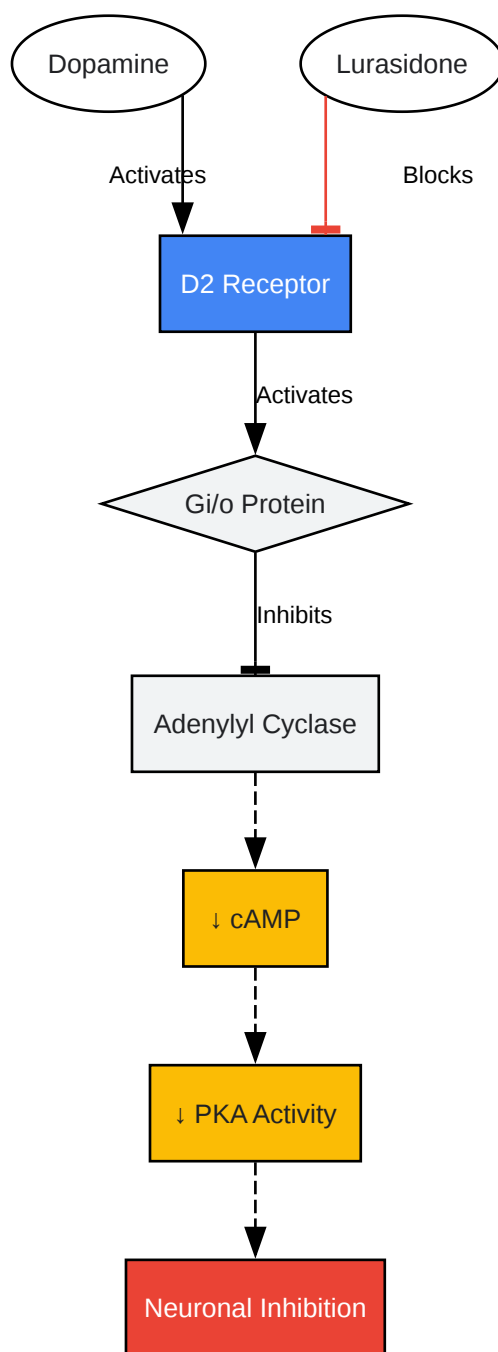 Dopamine
Lurasidone
Activates
Blocks
D2 Receptor
Activates
Gi/o Protein
Inhibits
Adenylyl Cyclase
↓ cAMP
↓ PKA Activity
Neuronal Inhibition